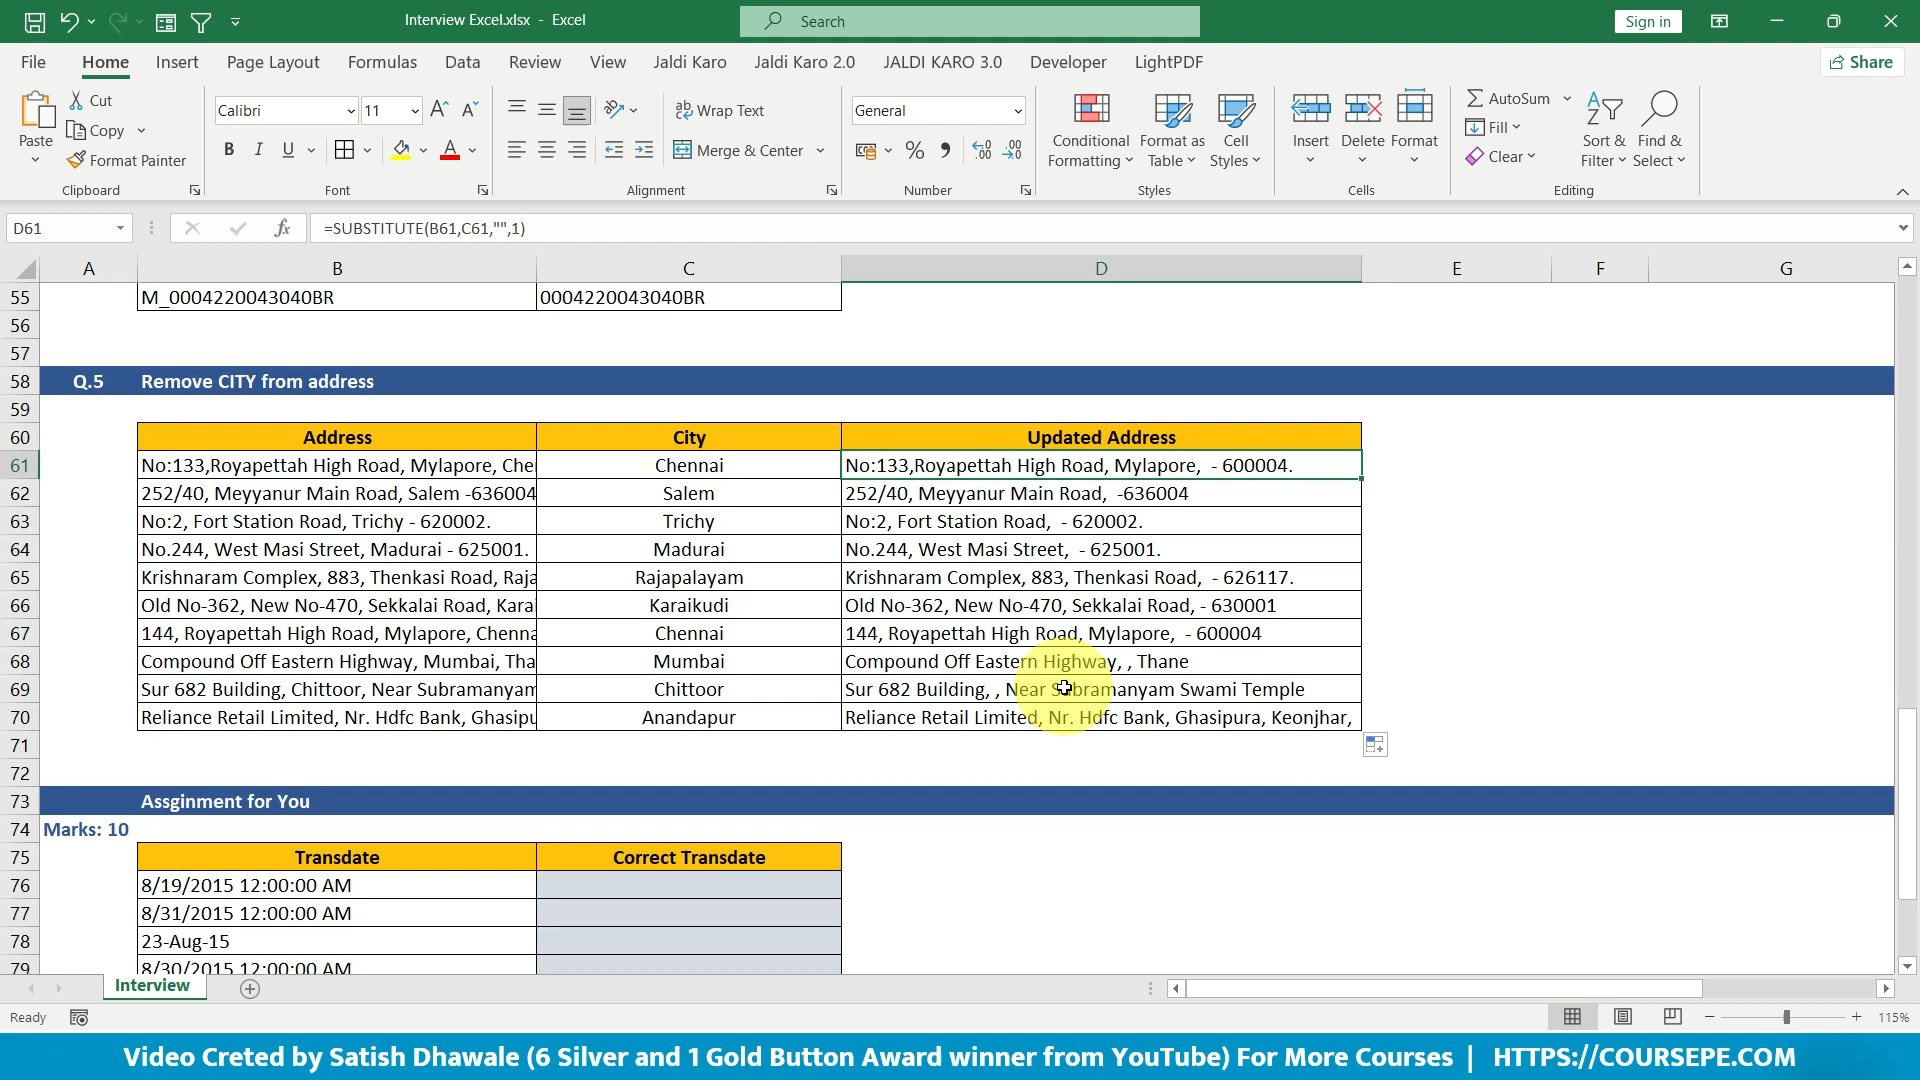 Interview Excel.xlsx - Excel
Search
Sign in
File Home Insert Page Layout Formulas Data Review View Jaldi Karo Jaldi Karo 2.0 JALDI KARO 3.0 Developer LightPDF
Share
Paste
Cut
Copy
Format Painter
Clipboard
Calibri 11
B I U
Font
Wrap Text
Merge & Center
Alignment
General
Number
Conditional Formatting
Format as Table
Cell Styles
Styles
Insert Delete Format
Cells
AutoSum
Fill
Clear
Sort & Filter
Find & Select
Editing
D61 fx =SUBSTITUTE(B61,C61,"",1)
A B C D E F G
55 M_0004220043040BR 0004220043040BR
56
57
58 Q.5 Remove CITY from address
59
60 Address City Updated Address
61 No:133,Royapettah High Road, Mylapore, Che Chennai No:133,Royapettah High Road, Mylapore,  - 600004.
62 252/40, Meyyanur Main Road, Salem -636004 Salem 252/40, Meyyanur Main Road,  -636004
63 No:2, Fort Station Road, Trichy - 620002. Trichy No:2, Fort Station Road,  - 620002.
64 No.244, West Masi Street, Madurai - 625001. Madurai No.244, West Masi Street,  - 625001.
65 Krishnaram Complex, 883, Thenkasi Road, Raja Rajapalayam Krishnaram Complex, 883, Thenkasi Road,  - 626117.
66 Old No-362, New No-470, Sekkalai Road, Karai Karaikudi Old No-362, New No-470, Sekkalai Road, - 630001
67 144, Royapettah High Road, Mylapore, Chenna Chennai 144, Royapettah High Road, Mylapore,  - 600004
68 Compound Off Eastern Highway, Mumbai, Tha Mumbai Compound Off Eastern Highway, , Thane
69 Sur 682 Building, Chittoor, Near Subramanyam Chittoor Sur 682 Building, , Near Subramanyam Swami Temple
70 Reliance Retail Limited, Nr. Hdfc Bank, Ghasipu Anandapur Reliance Retail Limited, Nr. Hdfc Bank, Ghasipura, Keonjhar,
71
72
73 Assginment for You
74 Marks: 10
75 Transdate Correct Transdate
76 8/19/2015 12:00:00 AM
77 8/31/2015 12:00:00 AM
78 23-Aug-15
79 8/30/2015 12:00:00 AM
Interview
Ready
115%
Video Creted by Satish Dhawale (6 Silver and 1 Gold Button Award winner from YouTube) For More Courses | HTTPS://COURSEPE.COM